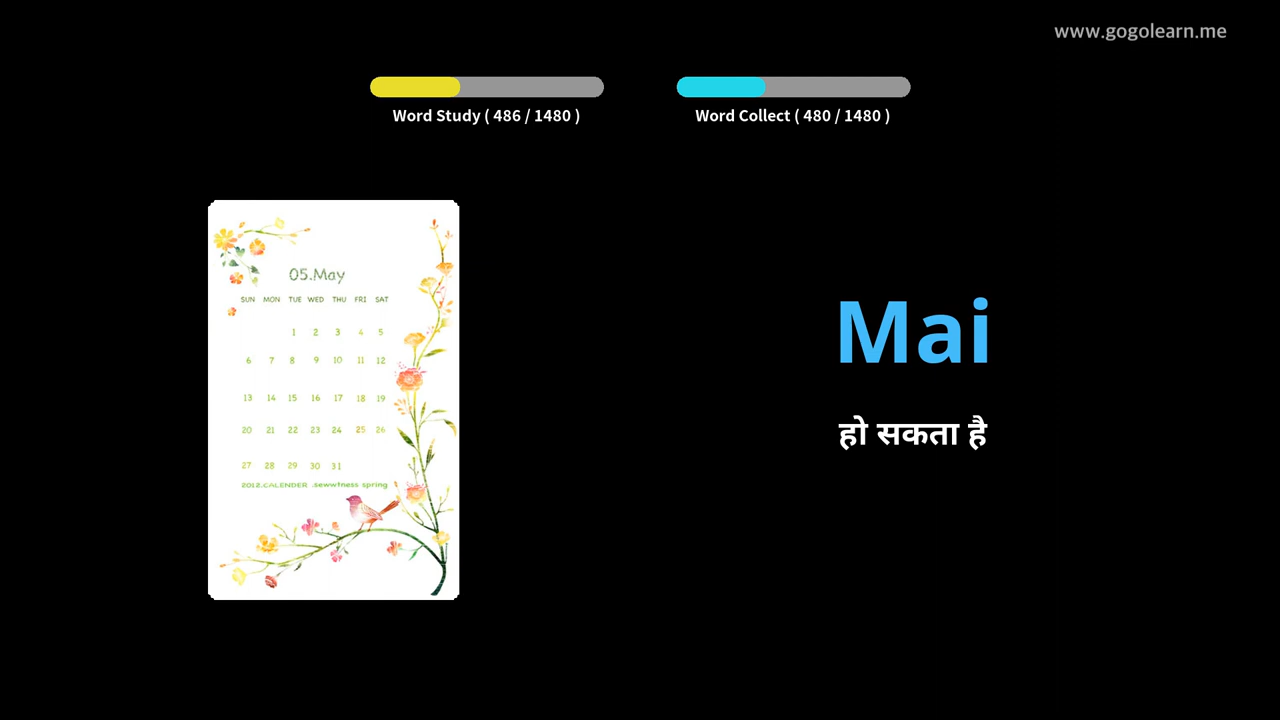 www.gogolearn.me
Word Study ( 486 / 1480 )
Word Collect ( 480 / 1480 )
05.May
SUN MON TUE WED THU FRI SAT
1 2 3 4 5
6 7 8 9 10 11 12
13 14 15 16 17 18 19
20 21 22 23 24 25 26
27 28 29 30 31
2012.CALENDER .sewwtness spring
Mai
हो सकता है